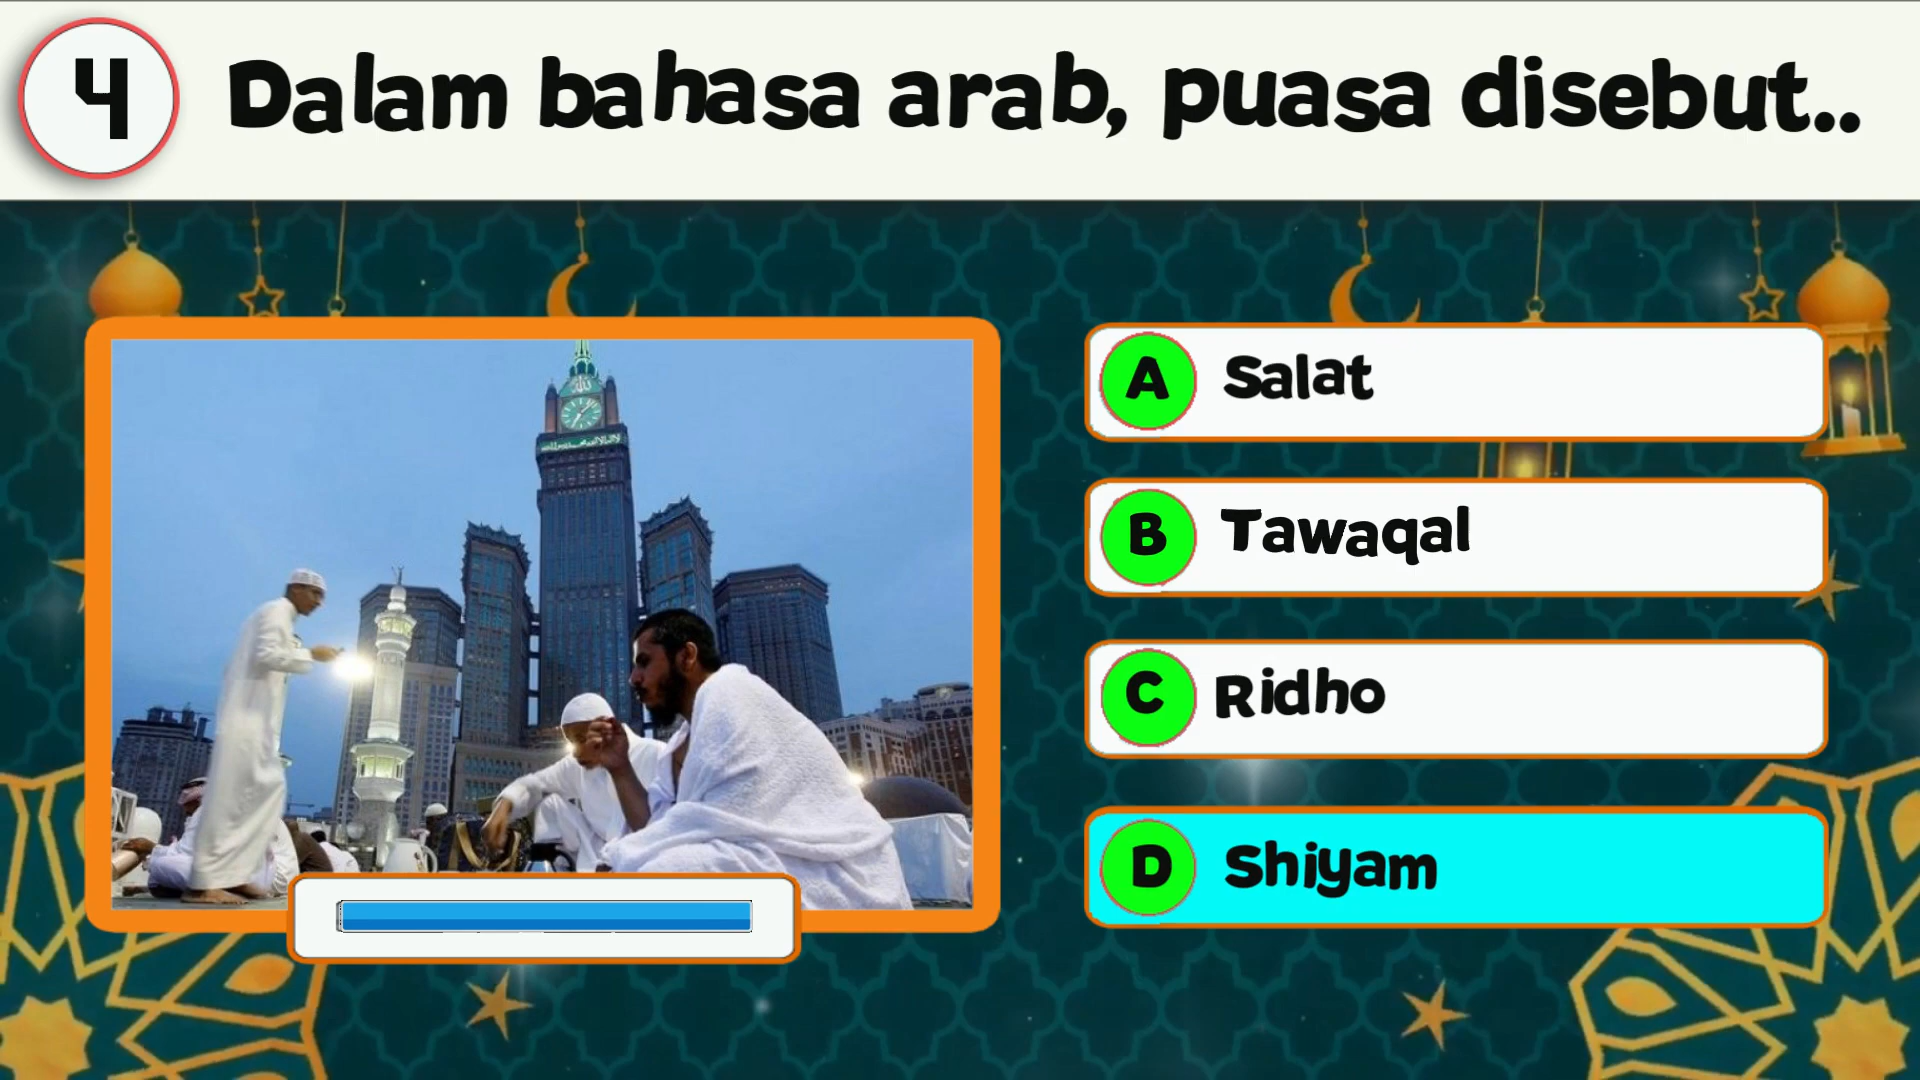 4
Dalam bahasa arab, puasa disebut..
A Salat
B Tawaqal
C Ridho
D Shiyam